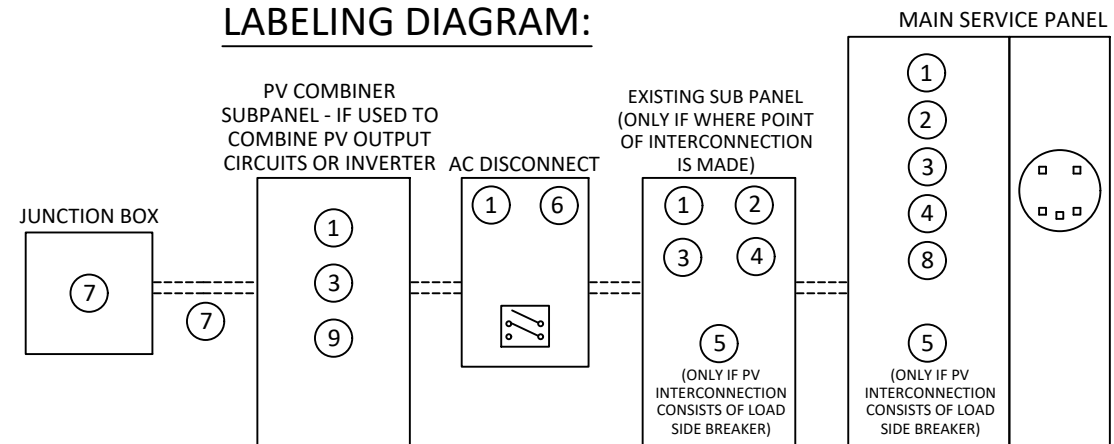 LABELING DIAGRAM:
MAIN SERVICE PANEL
PV COMBINER
SUBPANEL - IF USED TO
COMBINE PV OUTPUT
CIRCUITS OR INVERTER
AC DISCONNECT
EXISTING SUB PANEL
(ONLY IF WHERE POINT
OF INTERCONNECTION
IS MADE)
JUNCTION BOX
7
7
1
3
9
1 6
1 2
3 4
5
(ONLY IF PV
INTERCONNECTION
CONSISTS OF LOAD
SIDE BREAKER)
1
2
3
4
8
5
(ONLY IF PV
INTERCONNECTION
CONSISTS OF LOAD
SIDE BREAKER)